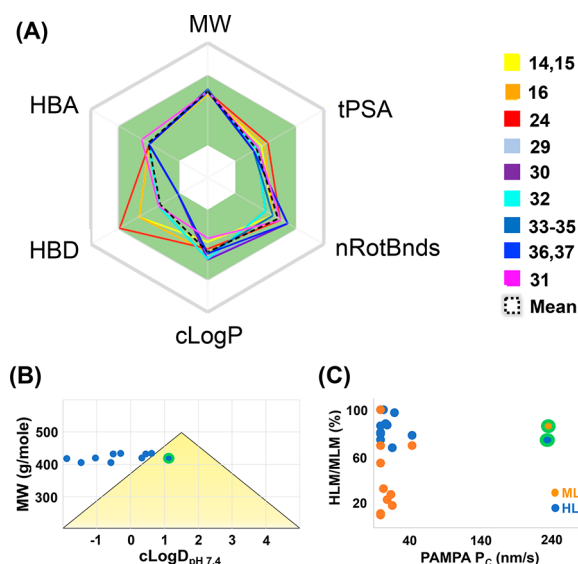 (A)
MW
tPSA
nRotBnds
cLogP
HBD
HBA
14,15
16
24
29
30
32
33-35
36,37
31
Mean
(B)
MW (g/mole)
500
400
300
-1 0 1 2 3 4
cLogD pH 7.4
(C)
HLM/MLM (%)
100
60
20
40 140 240
PAMPA PC (nm/s)